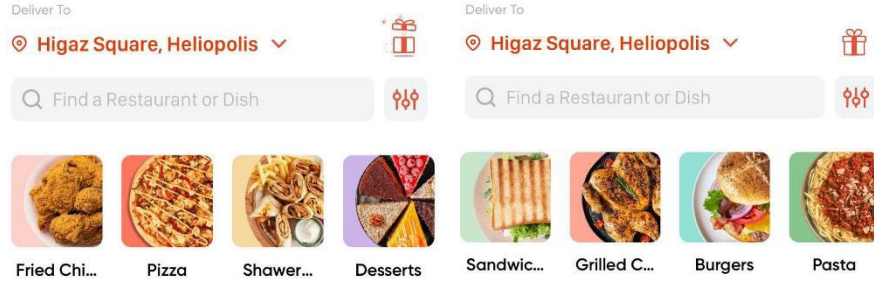 Deliver To
Higaz Square, Heliopolis
Find a Restaurant or Dish
Fried Chi... Pizza Shawer... Desserts
Deliver To
Higaz Square, Heliopolis
Find a Restaurant or Dish
Sandwic... Grilled C... Burgers Pasta